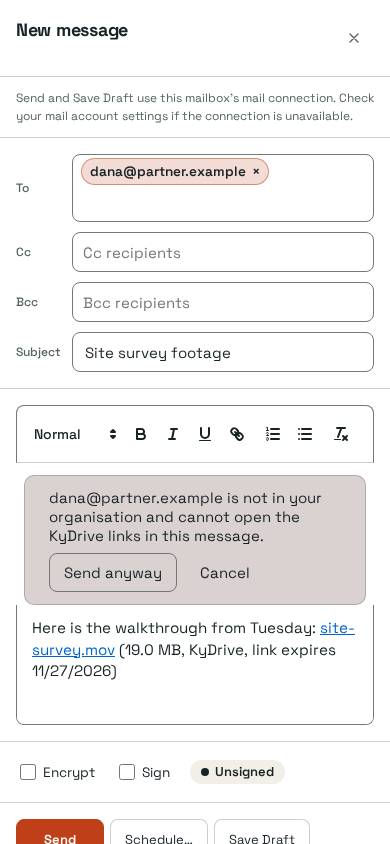 New message
×
Send and Save Draft use this mailbox's mail connection. Check
your mail account settings if the connection is unavailable.
To
dana@partner.example ×
Cc
Cc recipients
Bcc
Bcc recipients
Subject
Site survey footage
Normal
dana@partner.example is not in your
organisation and cannot open the
KyDrive links in this message.
Send anyway
Cancel
Here is the walkthrough from Tuesday: site-
survey.mov (19.0 MB, KyDrive, link expires
11/27/2026)
Encrypt
Sign
Unsigned
Send
Schedule…
Save Draft